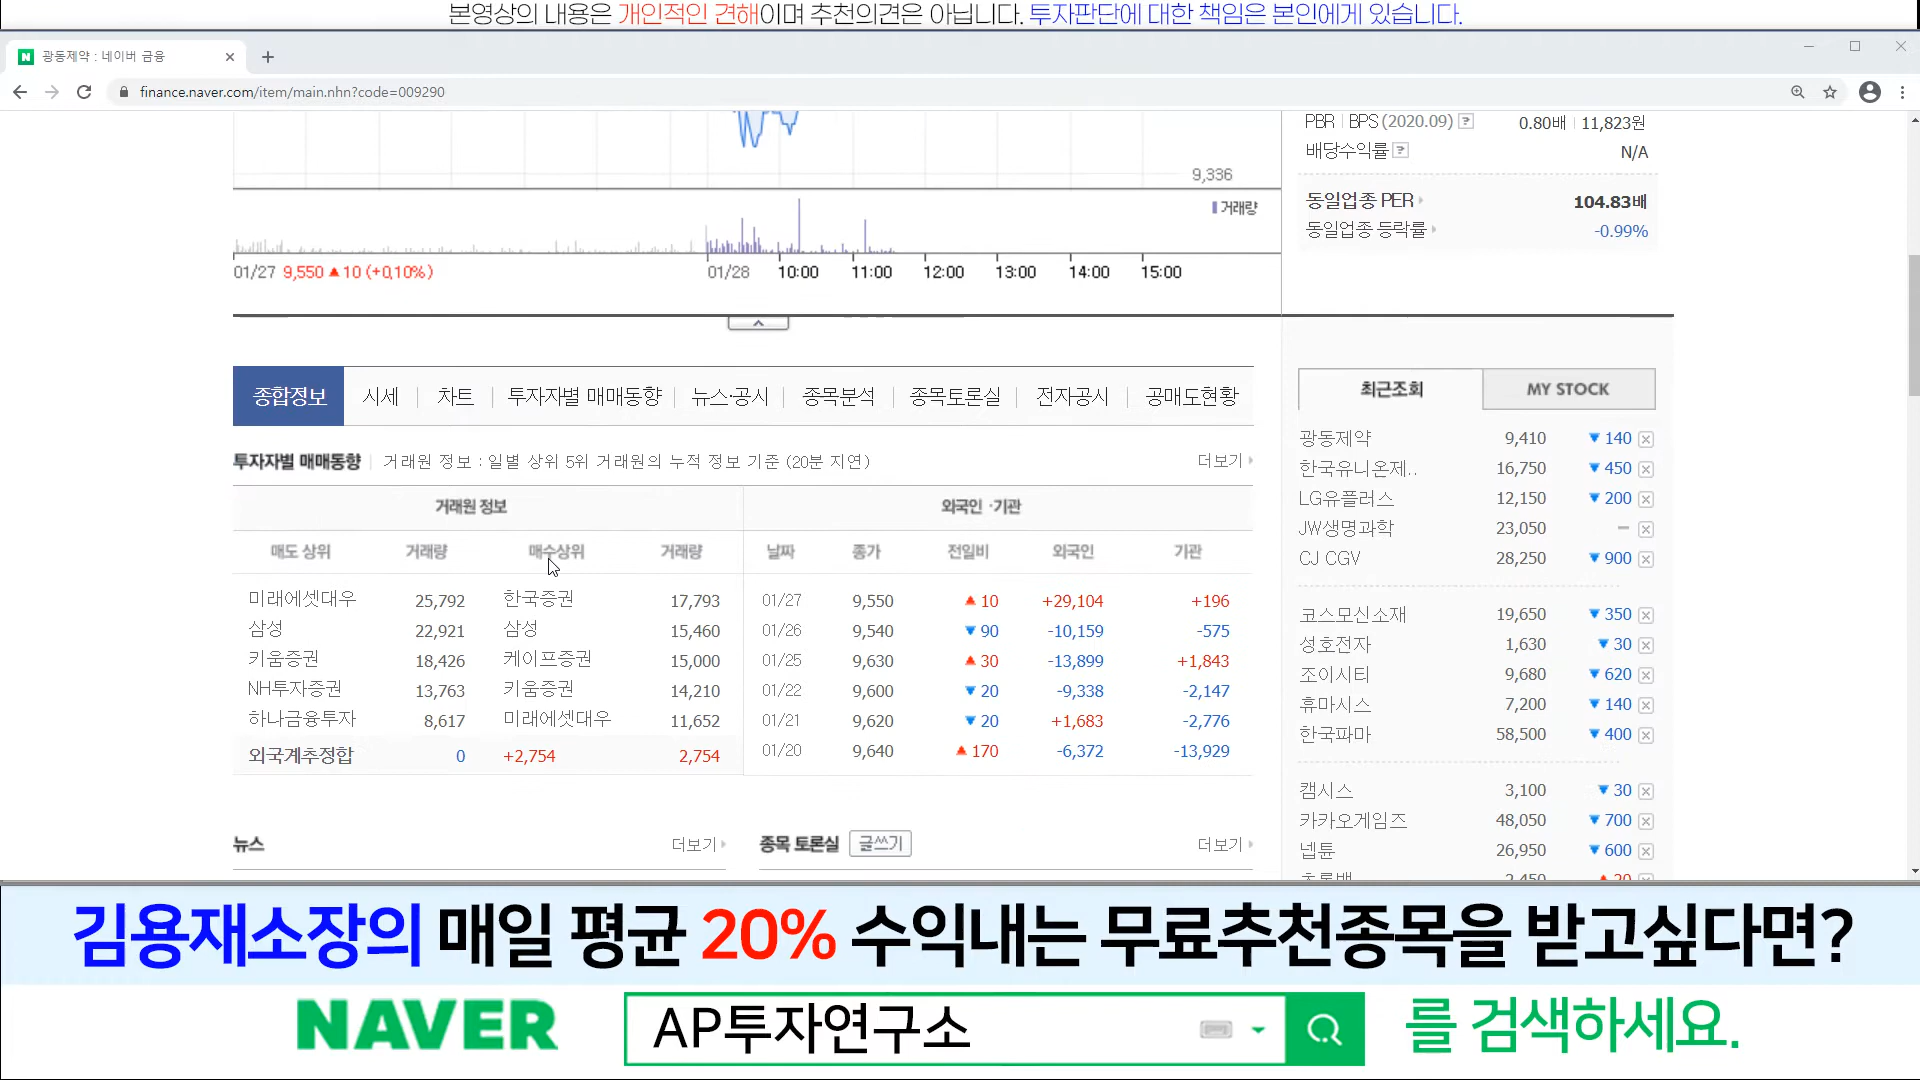 본영상의 내용은 개인적인 견해이며 추천의견은 아닙니다. 투자판단에 대한 책임은 본인에게 있습니다.
광동제약 : 네이버 금융
finance.naver.com/item/main.nhn?code=009290
PBR BPS (2020.09) ? 0.80배 11,823원
배당수익률 ? N/A
9,336
동일업종 PER 104.83배
거래량
동일업종 등락률 -0.99%
01/27 9,550 ▲10 (+0,10%) 01/28 10:00 11:00 12:00 13:00 14:00 15:00
종합정보 시세 차트 투자자별 매매동향 뉴스·공시 종목분석 종목토론실 전자공시 공매도현황
최근조회 MY STOCK
투자자별 매매동향 거래원 정보 : 일별 상위 5위 거래원의 누적 정보 기준 (20분 지연) 더보기
거래원 정보 외국인 ·기관
매도 상위 거래량 매수상위 거래량 날짜 종가 전일비 외국인 기관
미래에셋대우 25,792 한국증권 17,793 01/27 9,550 ▲10 +29,104 +196
삼성 22,921 삼성 15,460 01/26 9,540 ▼90 -10,159 -575
키움증권 18,426 케이프증권 15,000 01/25 9,630 ▲30 -13,899 +1,843
NH투자증권 13,763 키움증권 14,210 01/22 9,600 ▼20 -9,338 -2,147
하나금융투자 8,617 미래에셋대우 11,652 01/21 9,620 ▼20 +1,683 -2,776
외국계추정합 0 +2,754 2,754 01/20 9,640 ▲170 -6,372 -13,929
광동제약 9,410 ▼140
한국유니온제.. 16,750 ▼450
LG유플러스 12,150 ▼200
JW생명과학 23,050 –
CJ CGV 28,250 ▼900
코스모신소재 19,650 ▼350
성호전자 1,630 ▼30
조이시티 9,680 ▼620
휴마시스 7,200 ▼140
한국파마 58,500 ▼400
캠시스 3,100 ▼30
카카오게임즈 48,050 ▼700
넵튠 26,950 ▼600
뉴스 더보기 종목 토론실 글쓰기 더보기
김용재소장의 매일 평균 20% 수익내는 무료추천종목을 받고싶다면?
NAVER AP투자연구소 를 검색하세요.